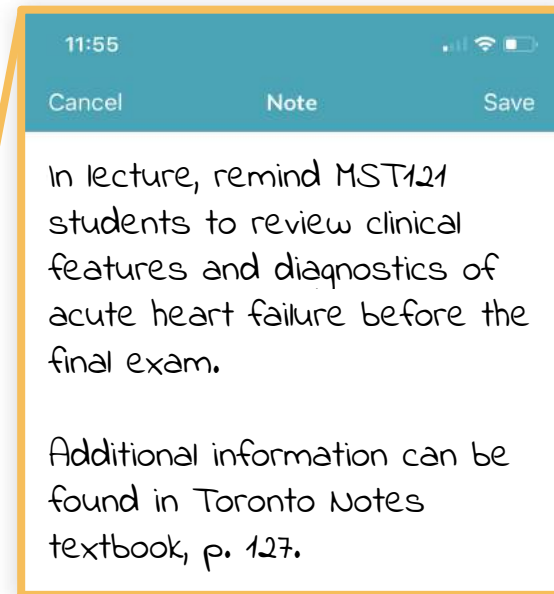 11:55
Cancel Note Save
In lecture, remind MST121
students to review clinical
features and diagnostics of
acute heart failure before the
final exam.
Additional information can be
found in Toronto Notes
textbook, p. 127.